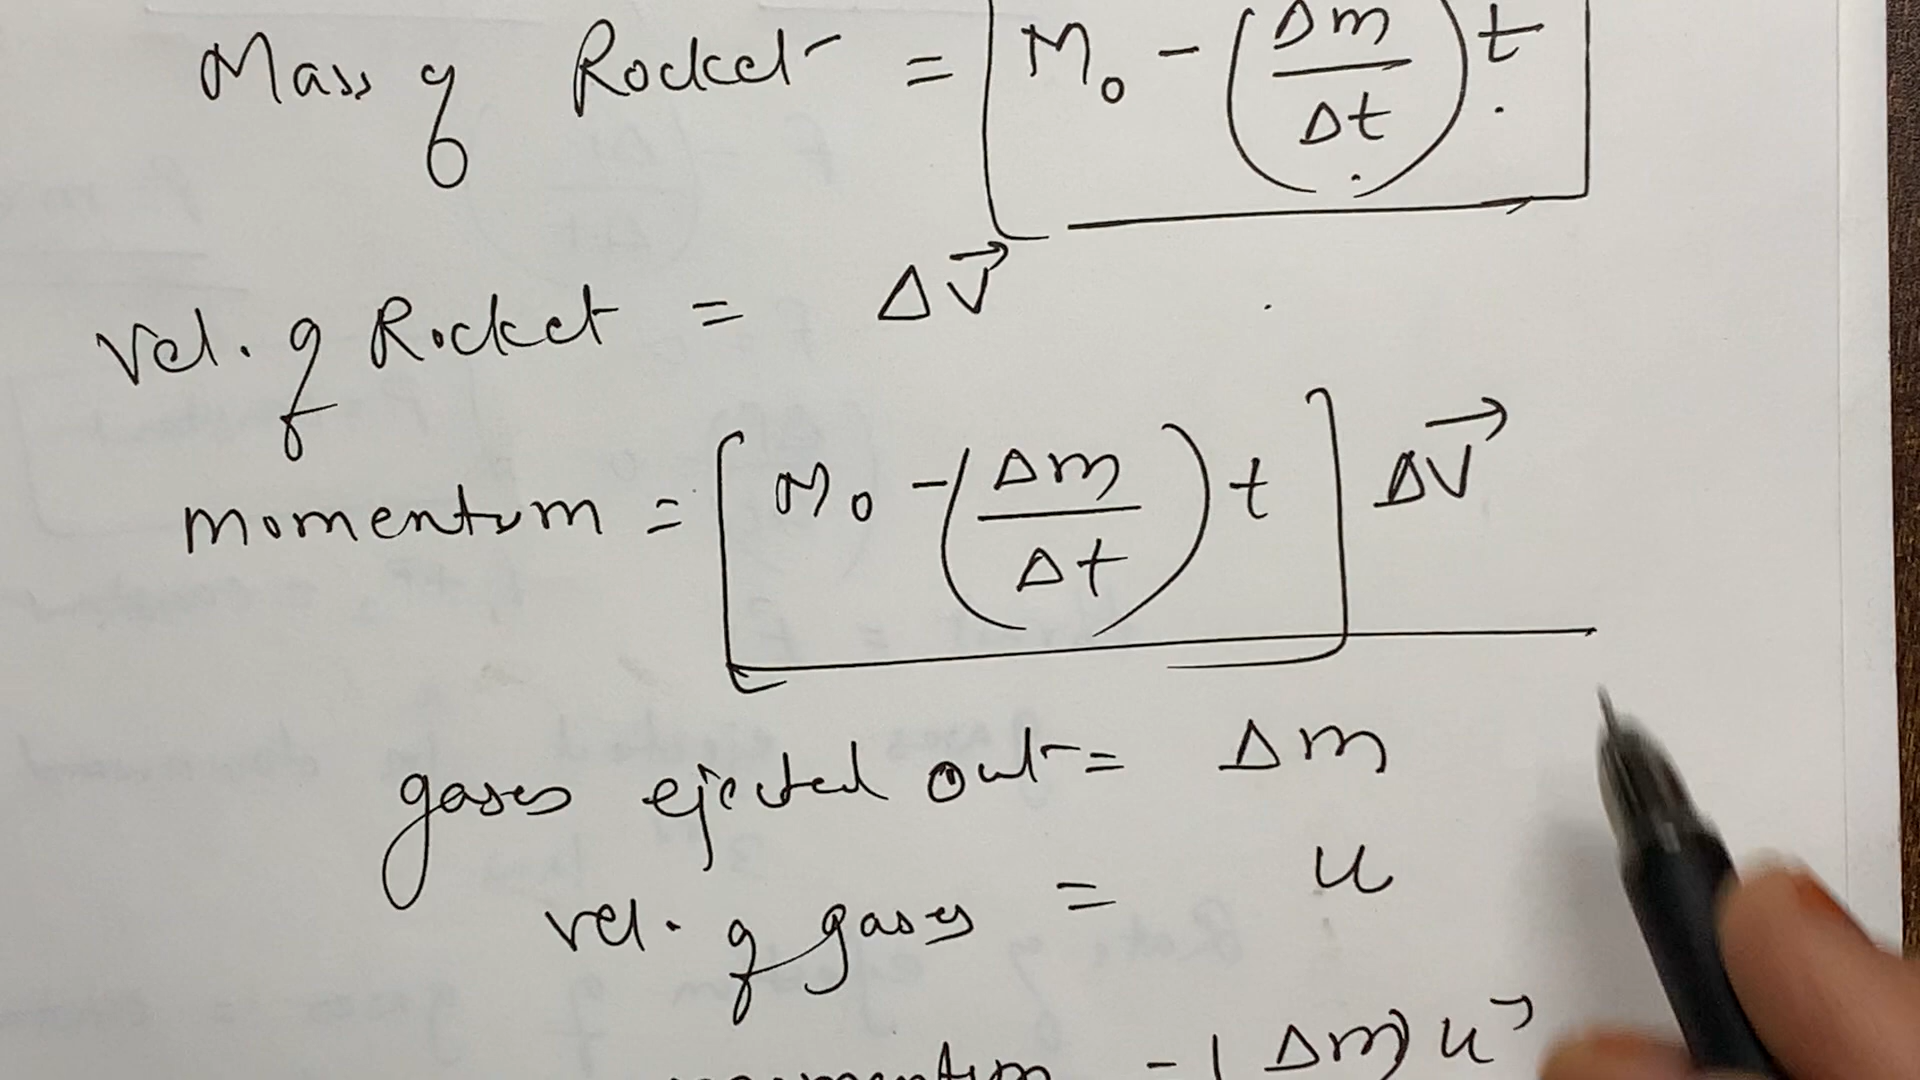 Mass of Rocket = [M₀ - (Δm/Δt) t]
Vel. of Rocket = ΔV⃗
momentum = [M₀ - (Δm/Δt) t] ΔV⃗
gases ejected out = Δm
vel. of gases = u
momentum = (Δm) u⃗